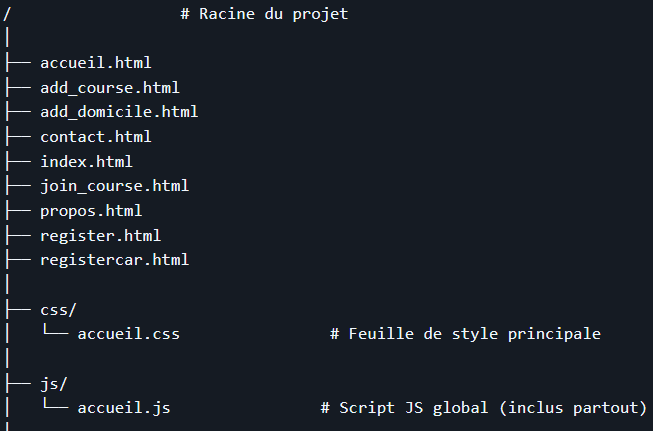 /                  # Racine du projet
│
├── accueil.html
├── add_course.html
├── add_domicile.html
├── contact.html
├── index.html
├── join_course.html
├── propos.html
├── register.html
├── registercar.html
│
├── css/
│   └── accueil.css                # Feuille de style principale
│
├── js/
│   └── accueil.js                # Script JS global (inclus partout)
│